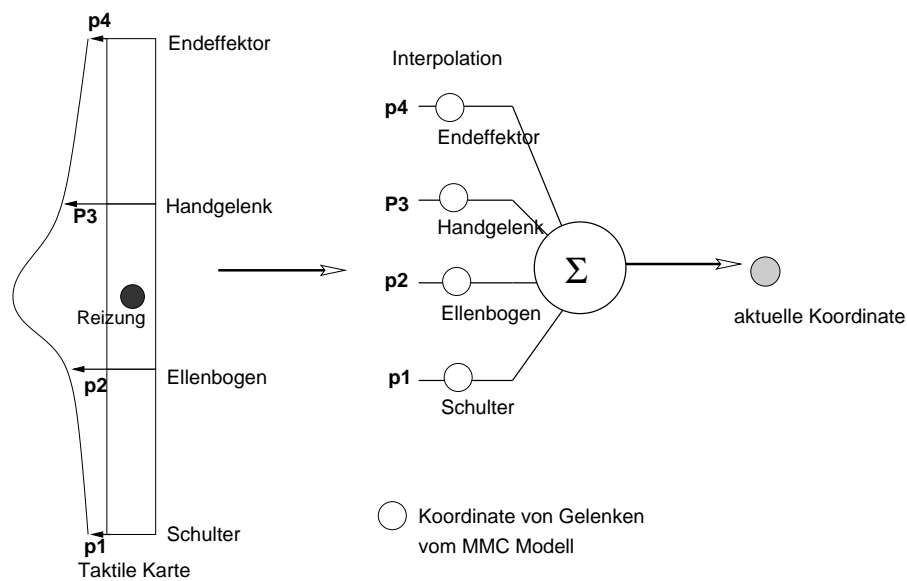 p4
Endeffektor
P3
Handgelenk
Reizung
p2
Ellenbogen
p1
Schulter
Taktile Karte
Interpolation
p4
Endeffektor
P3
Handgelenk
p2
Ellenbogen
p1
Schulter
Σ
aktuelle Koordinate
Koordinate von Gelenken
vom MMC Modell